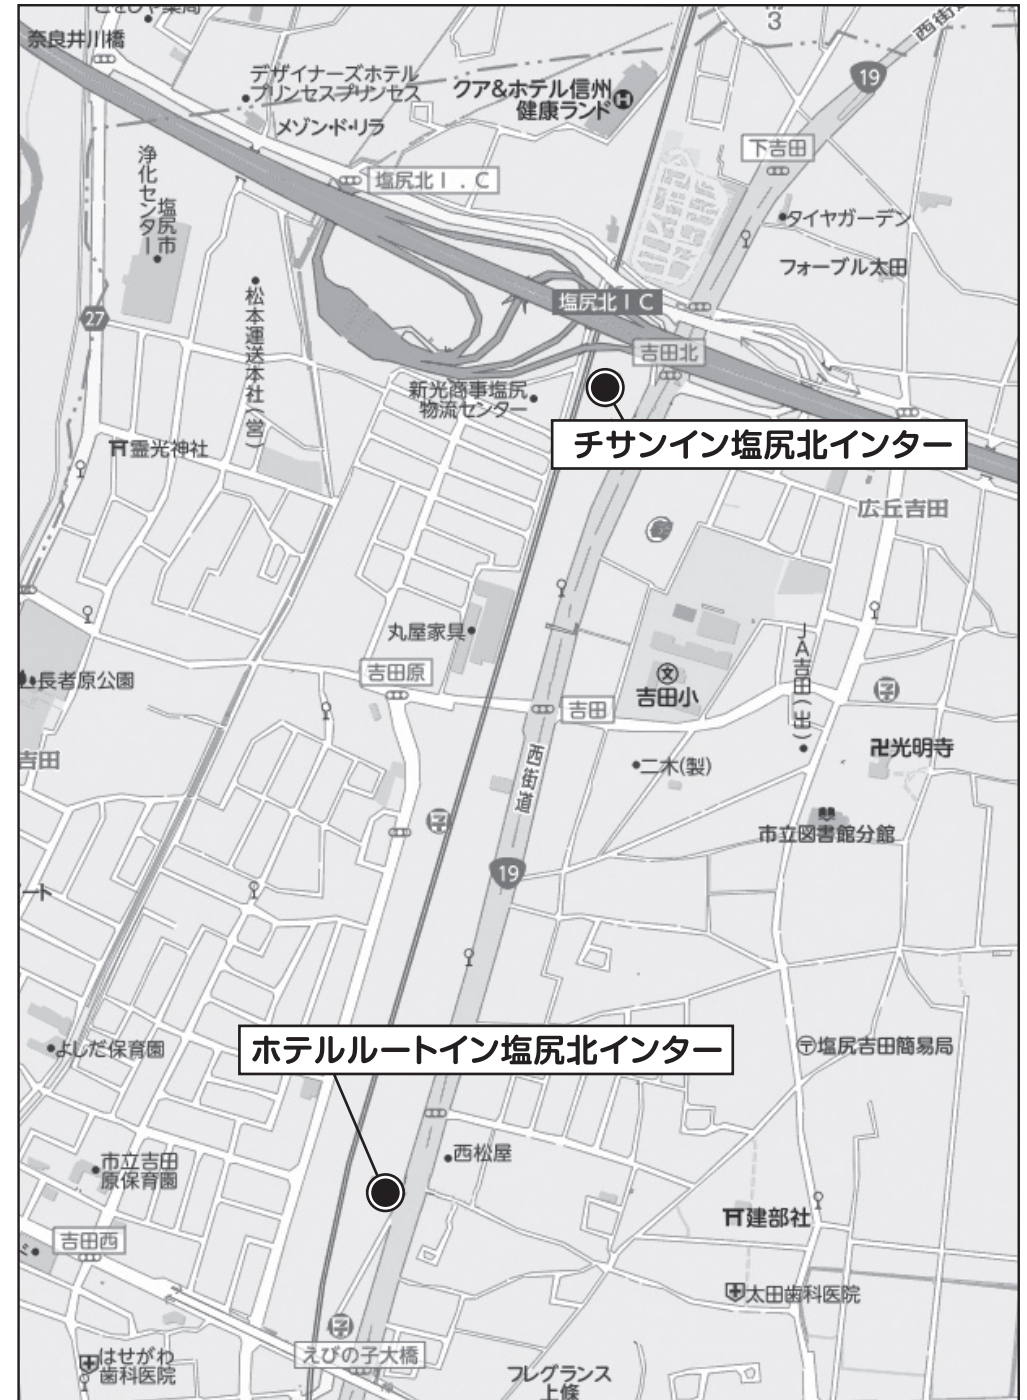 奈良井川橋
3
西街道
19
デザイナーズホテル
プリンセスプリンセス
クア&ホテル信州
健康ランド
H
メゾン・ド・リラ
下吉田
浄化センター
塩尻市
塩尻北I.C
タイヤガーデン
フォーブル太田
松本運送本社(営)
塩尻北IC
27
吉田北
新光商事塩尻
物流センター
チサンイン塩尻北インター
霊光神社
広丘吉田
丸屋家具
JA吉田(出)
長者原公園
吉田原
文
吉田小
吉田
吉田
西街道
二木(製)
卍光明寺
市立図書館分館
19
ート
ホテルルートイン塩尻北インター
よしだ保育園
〒塩尻吉田簡易局
西松屋
市立吉田
原保育園
建部社
吉田西
太田歯科医院
えびの子大橋
はせがわ
歯科医院
フレグランス
上條